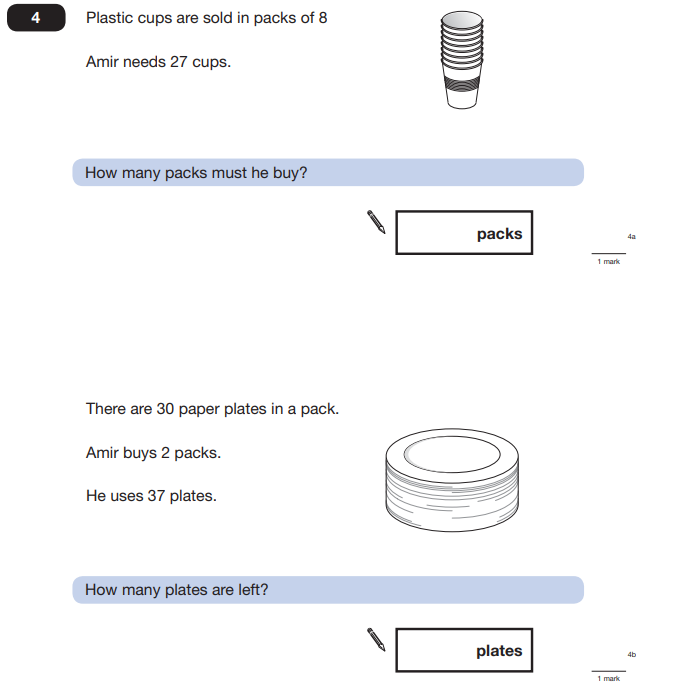 4
Plastic cups are sold in packs of 8
Amir needs 27 cups.
How many packs must he buy?
packs
4a
1 mark
There are 30 paper plates in a pack.
Amir buys 2 packs.
He uses 37 plates.
How many plates are left?
plates
4b
1 mark